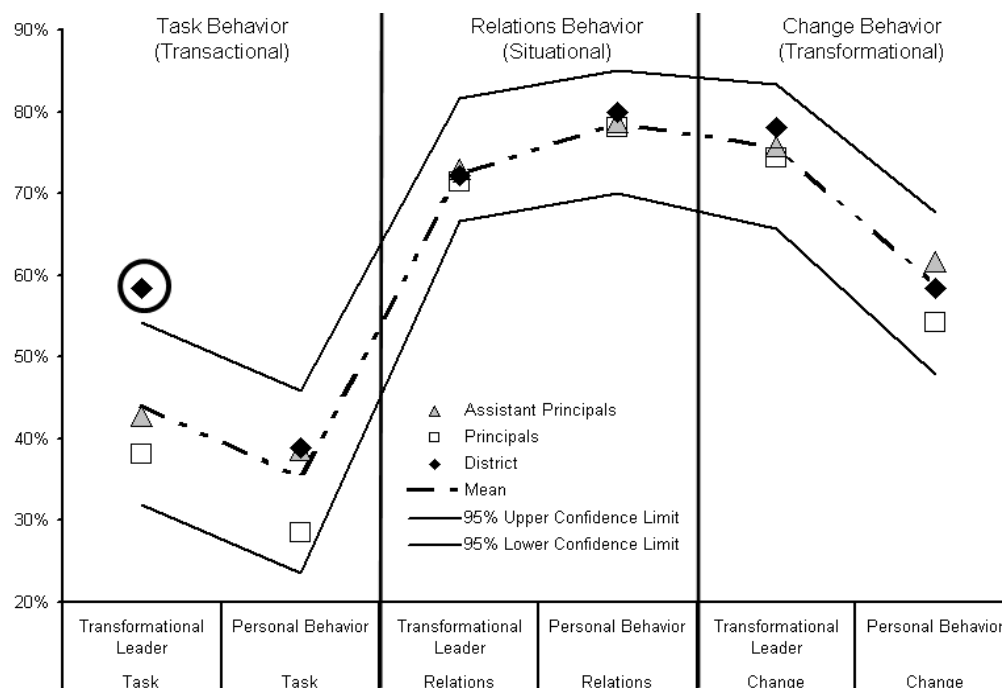 Task Behavior
(Transactional)
Relations Behavior
(Situational)
Change Behavior
(Transformational)
90%
80%
70%
60%
50%
40%
30%
20%
Assistant Principals
Principals
District
Mean
95% Upper Confidence Limit
95% Lower Confidence Limit
Transformational
Leader
Personal Behavior
Transformational
Leader
Personal Behavior
Transformational
Leader
Personal Behavior
Task
Task
Relations
Relations
Change
Change